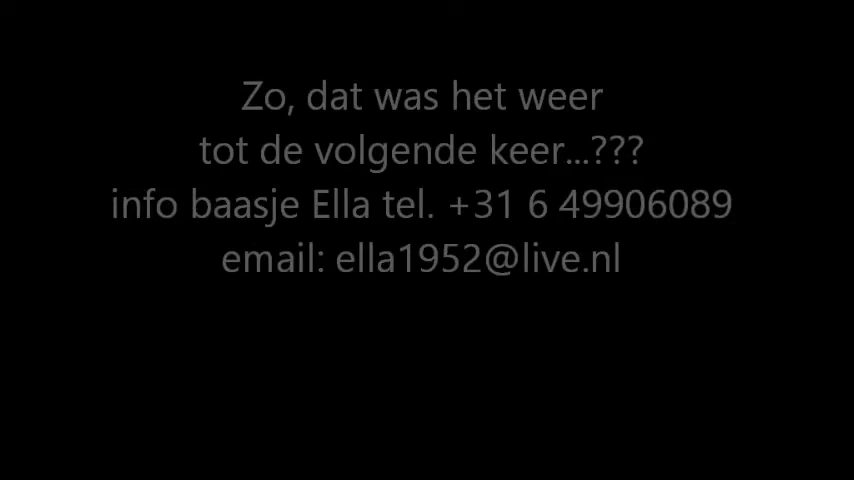 Zo, dat was het weer
tot de volgende keer...???
info baasje Ella tel. +31 6 49906089
email: ella1952@live.nl